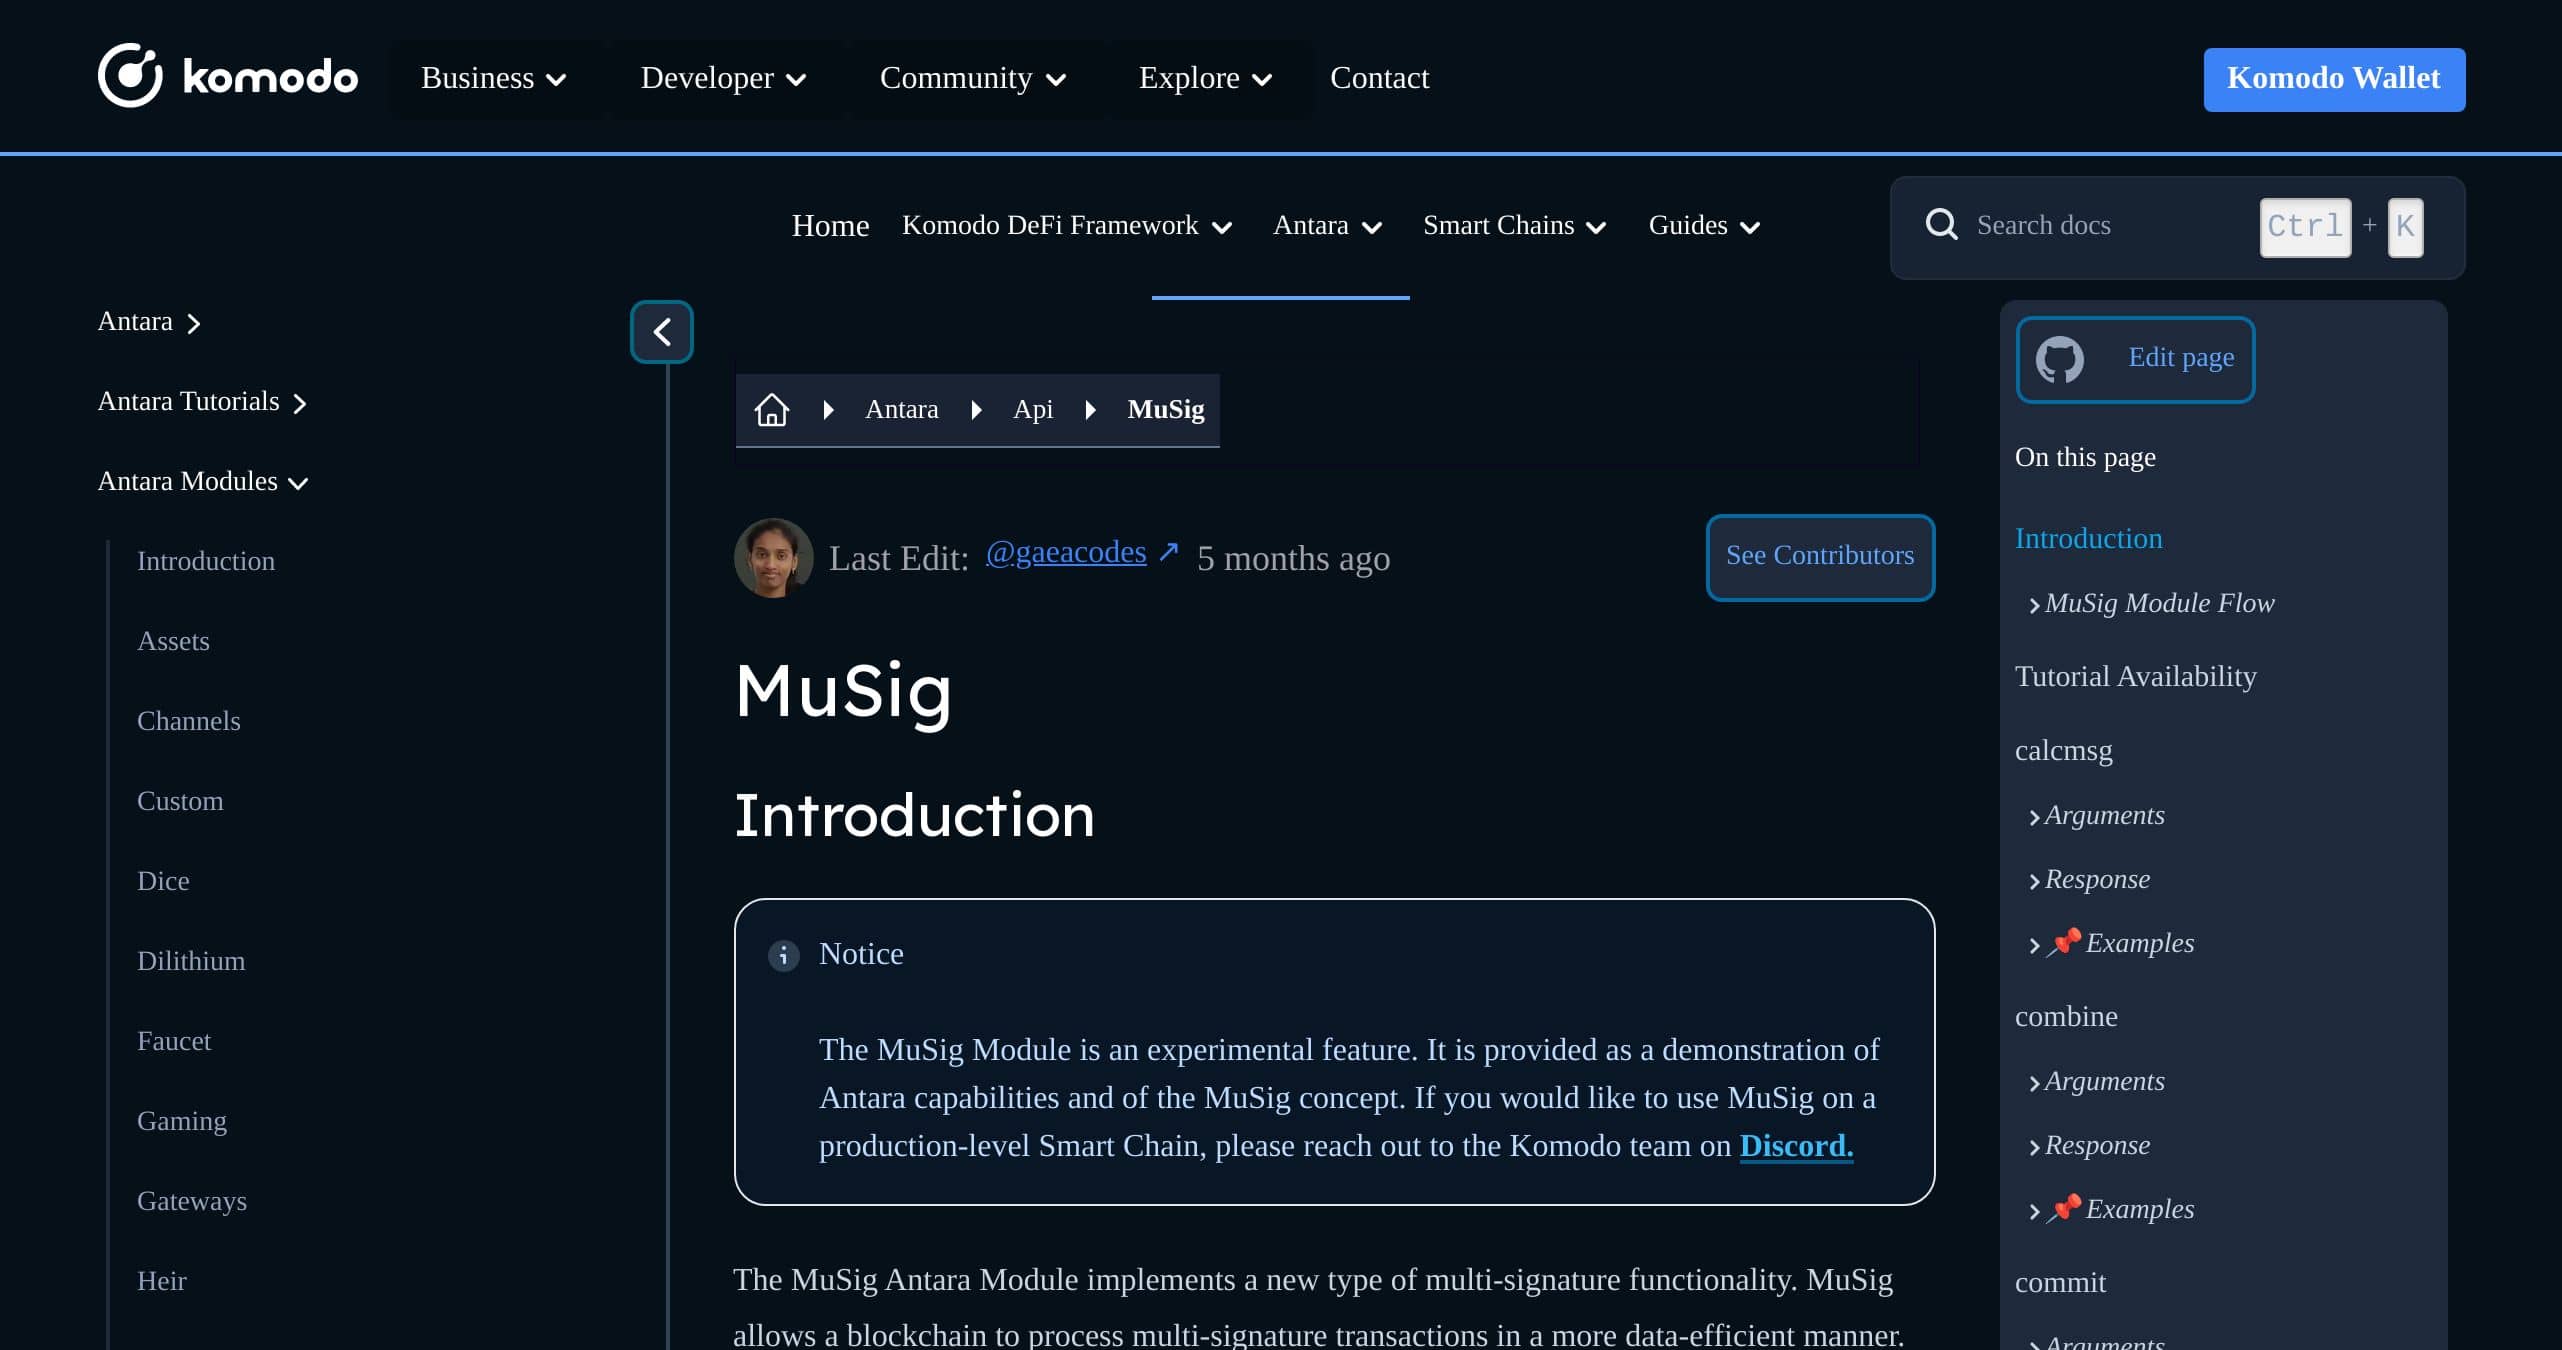 komodo
Business
Developer
Community
Explore
Contact
Komodo Wallet
Home
Komodo DeFi Framework
Antara
Smart Chains
Guides
Search docs
Ctrl + K
Antara
Antara Tutorials
Antara Modules
Introduction
Assets
Channels
Custom
Dice
Dilithium
Faucet
Gaming
Gateways
Heir
Antara
Api
MuSig
Last Edit: @gaeacodes ↗ 5 months ago
See Contributors
MuSig
Introduction
Notice
The MuSig Module is an experimental feature. It is provided as a demonstration of
Antara capabilities and of the MuSig concept. If you would like to use MuSig on a
production-level Smart Chain, please reach out to the Komodo team on Discord.
The MuSig Antara Module implements a new type of multi-signature functionality. MuSig
allows a blockchain to process multi-signature transactions in a more data-efficient manner.
Edit page
On this page
Introduction
MuSig Module Flow
Tutorial Availability
calcmsg
Arguments
Response
📌 Examples
combine
Arguments
Response
📌 Examples
commit
Arguments